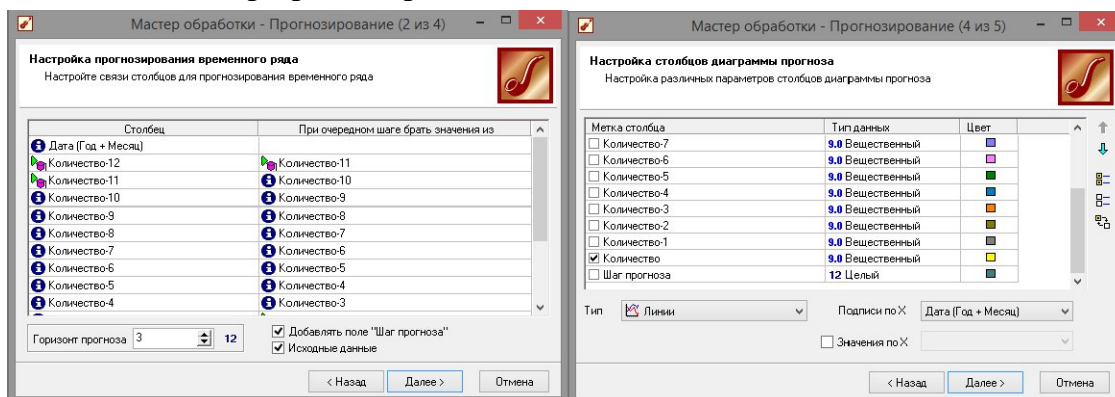 Мастер обработки - Прогнозирование (2 из 4)
Настройка прогнозирования временного ряда
Настройте связи столбцов для прогнозирования временного ряда
Столбец При очередном шаге брать значения из
Дата (Год + Месяц)
Количество-12 Количество-11
Количество-11 Количество-10
Количество-10 Количество-9
Количество-9 Количество-8
Количество-8 Количество-7
Количество-7 Количество-6
Количество-6 Количество-5
Количество-5 Количество-4
Количество-4 Количество-3
Горизонт прогноза 3 12
Добавлять поле "Шаг прогноза"
Исходные данные
< Назад Далее > Отмена
Мастер обработки - Прогнозирование (4 из 5)
Настройка столбцов диаграммы прогноза
Настройка различных параметров столбцов диаграммы прогноза
Метка столбца Тип данных Цвет
Количество-7 9.0 Вещественный
Количество-6 9.0 Вещественный
Количество-5 9.0 Вещественный
Количество-4 9.0 Вещественный
Количество-3 9.0 Вещественный
Количество-2 9.0 Вещественный
Количество-1 9.0 Вещественный
Количество 9.0 Вещественный
Шаг прогноза 12 Целый
Тип Линии Подписи по X Дата (Год + Месяц)
Значения по X
< Назад Далее > Отмена